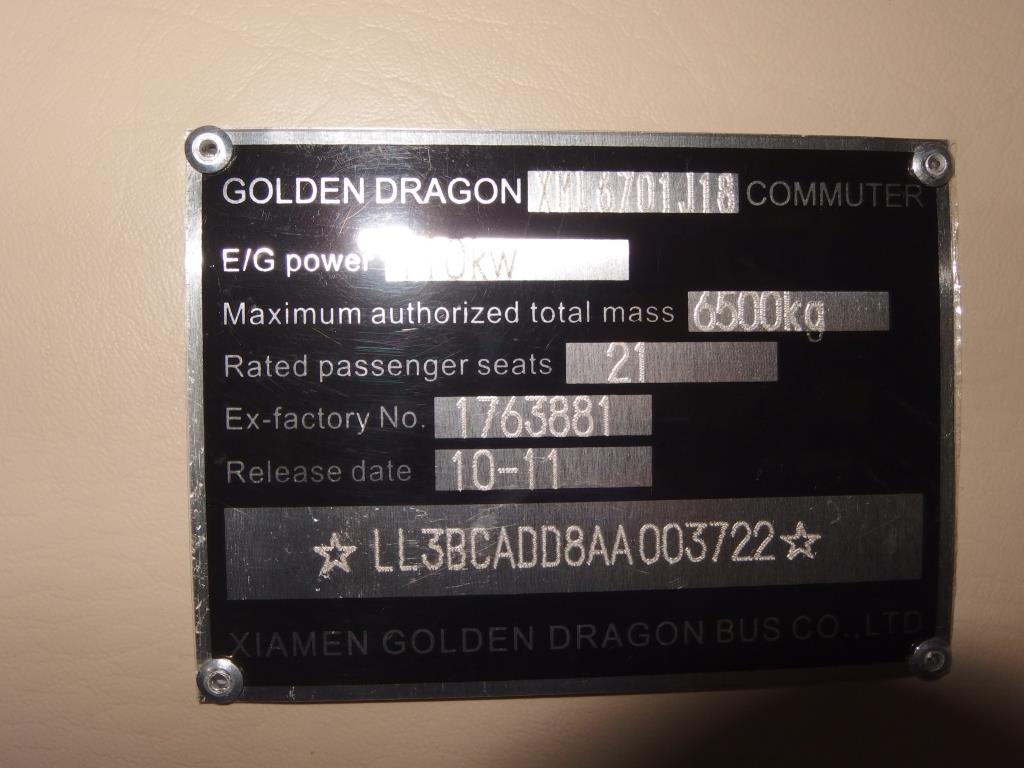 GOLDEN DRAGON XML6701J18 COMMUTER
E/G power 110KW
Maximum authorized total mass 6500kg
Rated passenger seats 21
Ex-factory No. 1763881
Release date 10-11
☆LL3BCADD8AA003722☆
XIAMEN GOLDEN DRAGON BUS CO.,LTD